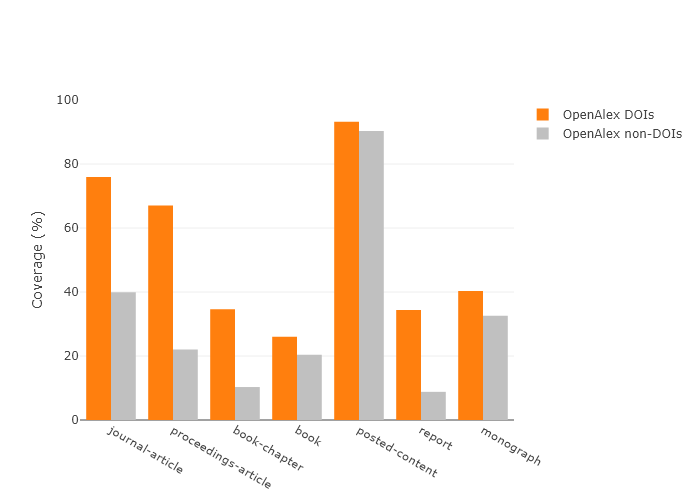 100
80
60
40
20
0
Coverage (%)
journal-article
proceedings-article
book-chapter
book
posted-content
report
monograph
OpenAlex DOIs
OpenAlex non-DOIs